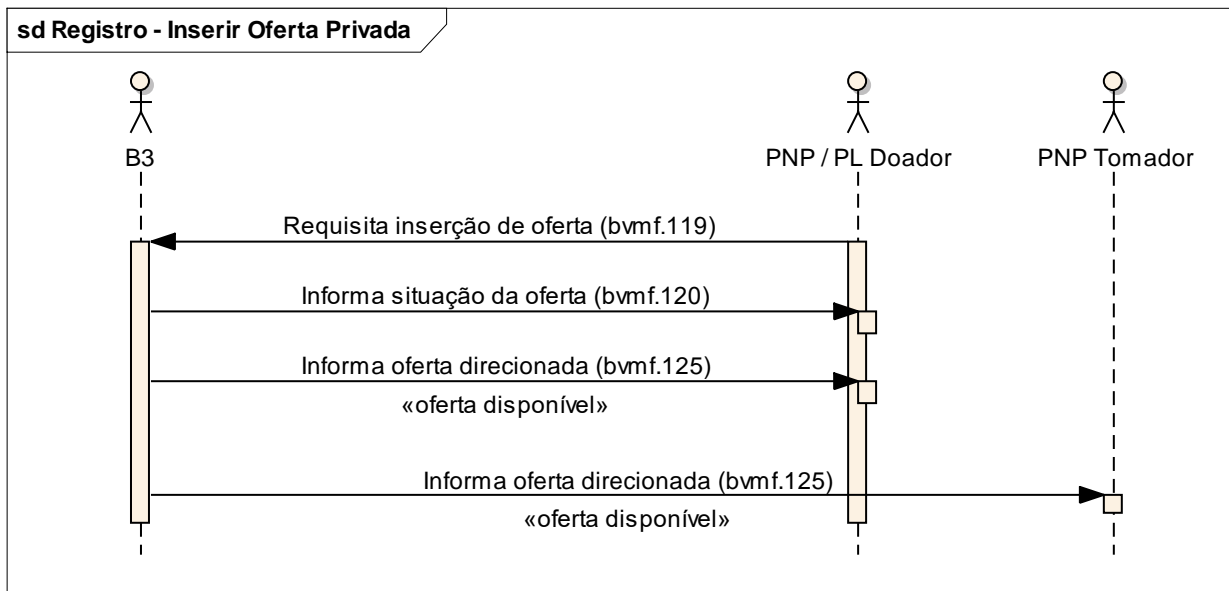 sd Registro - Inserir Oferta Privada
B3
PNP / PL Doador
PNP Tomador
Requisita inserção de oferta (bvmf.119)
Informa situação da oferta (bvmf.120)
Informa oferta direcionada (bvmf.125)
«oferta disponível»
Informa oferta direcionada (bvmf.125)
«oferta disponível»